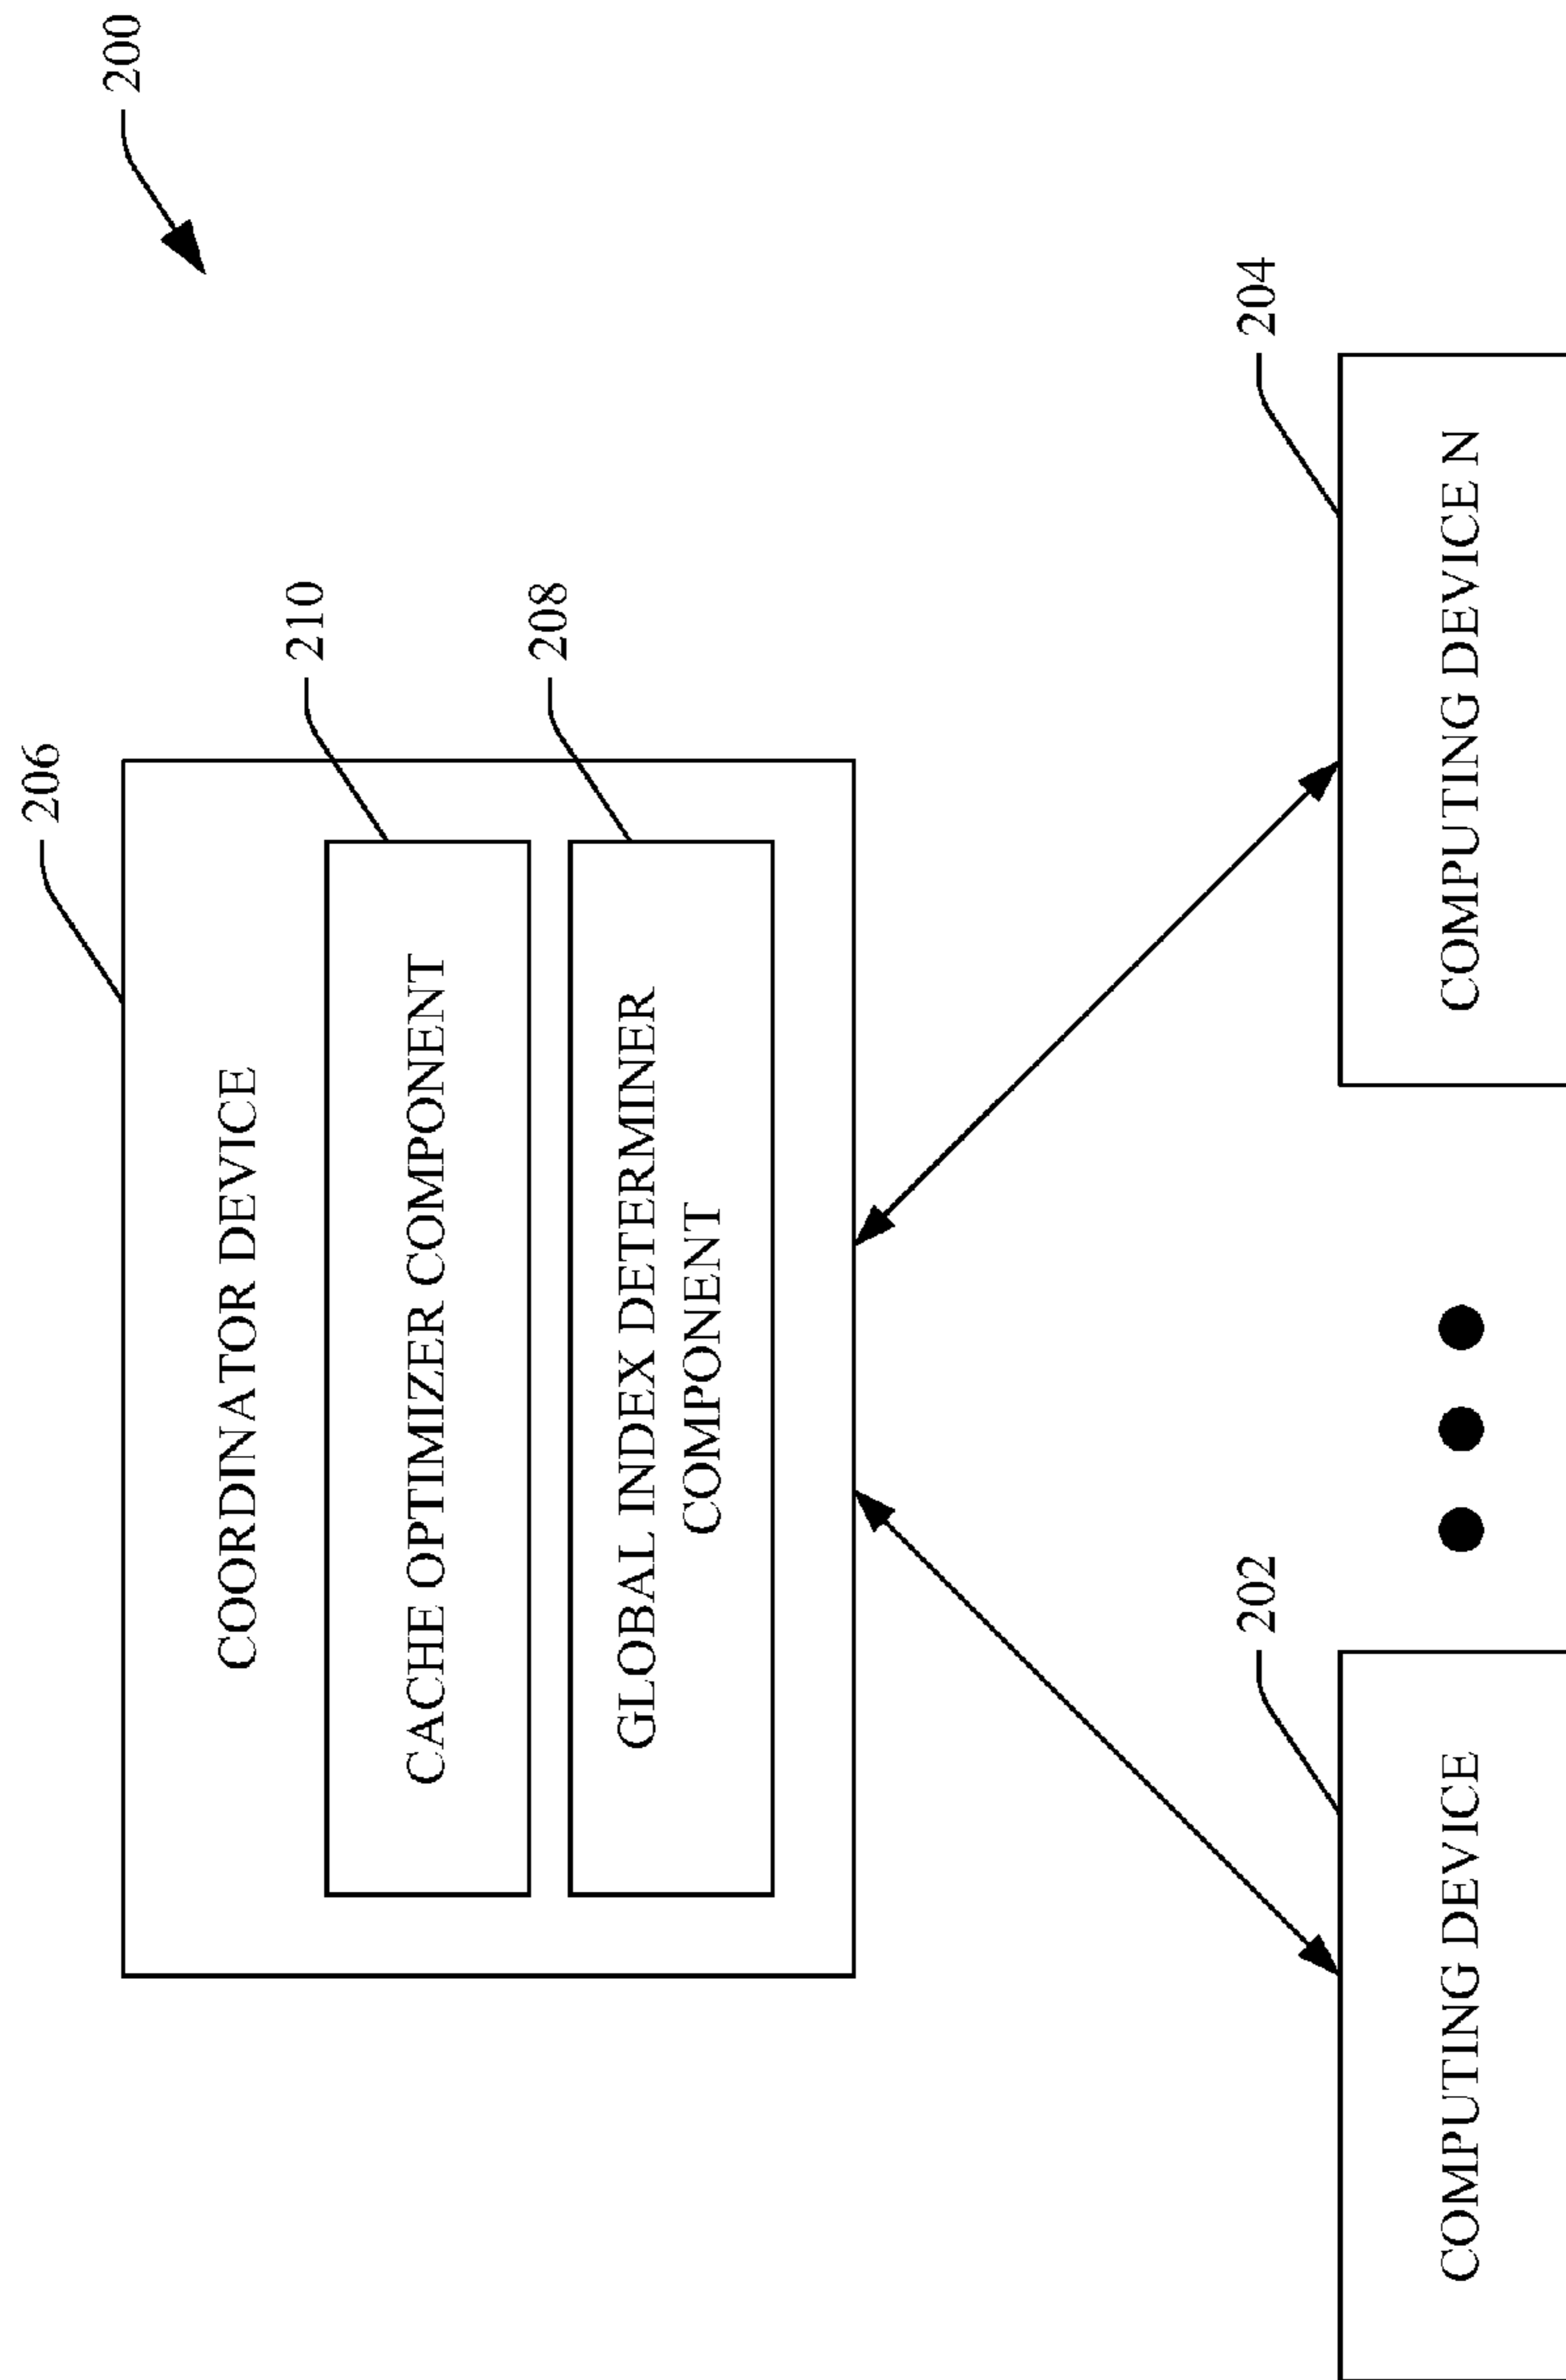 200
206
COORDINATOR DEVICE
210
CACHE OPTIMIZER COMPONENT
208
GLOBAL INDEX DETERMINER
COMPONENT
202
204
COMPUTING DEVICE
COMPUTING DEVICE N